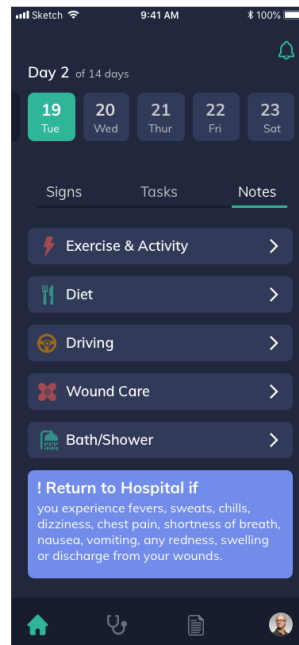 Sketch 9:41 AM 100%
Day 2 of 14 days
19 20 21 22 23
Tue Wed Thur Fri Sat
Signs Tasks Notes
Exercise & Activity
Diet
Driving
Wound Care
Bath/Shower
! Return to Hospital if
you experience fevers, sweats, chills,
dizziness, chest pain, shortness of breath,
nausea, vomiting, any redness, swelling
or discharge from your wounds.